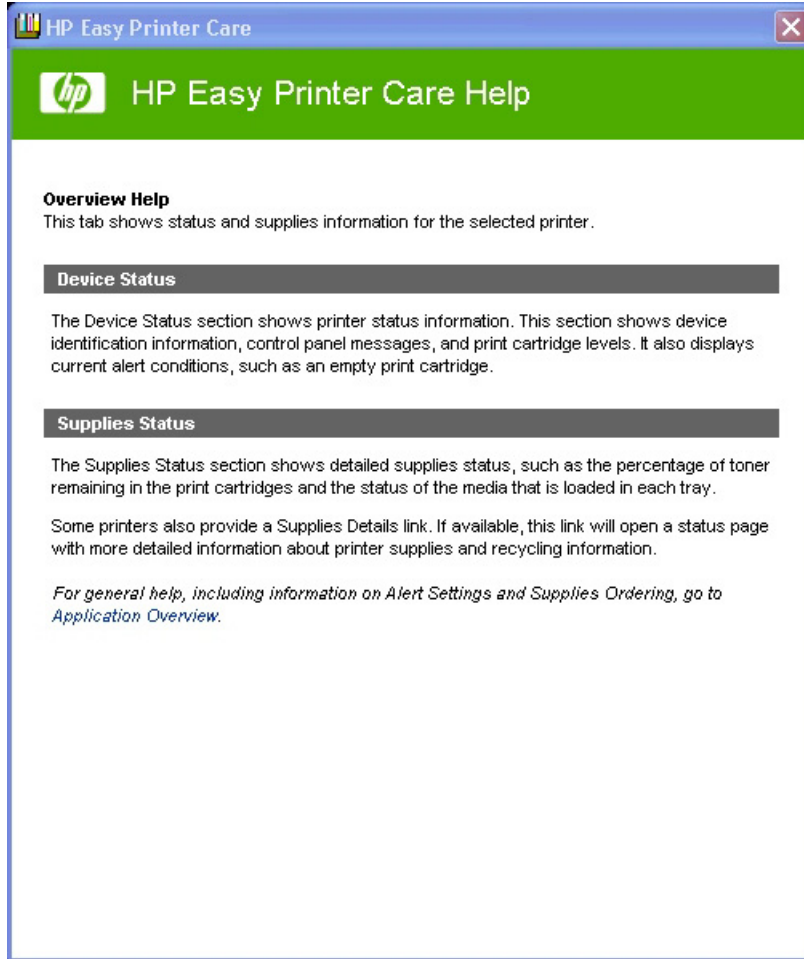 HP Easy Printer Care
hp HP Easy Printer Care Help
Overview Help
This tab shows status and supplies information for the selected printer.
Device Status
The Device Status section shows printer status information. This section shows device
identification information, control panel messages, and print cartridge levels. It also displays
current alert conditions, such as an empty print cartridge.
Supplies Status
The Supplies Status section shows detailed supplies status, such as the percentage of toner
remaining in the print cartridges and the status of the media that is loaded in each tray.
Some printers also provide a Supplies Details link. If available, this link will open a status page
with more detailed information about printer supplies and recycling information.
For general help, including information on Alert Settings and Supplies Ordering, go to
Application Overview.